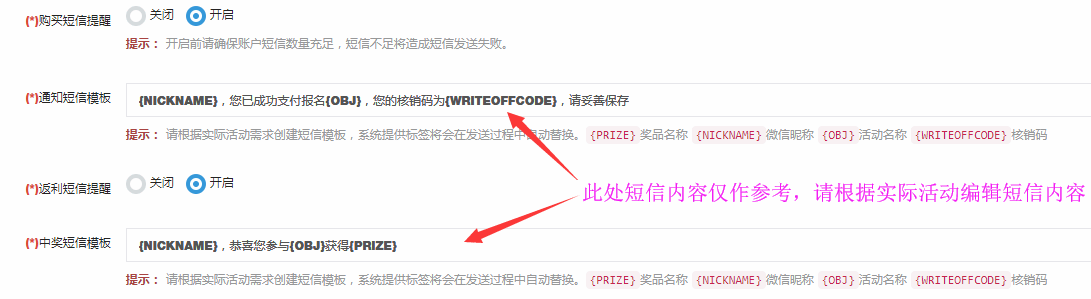 (*)购买短信提醒 关闭 开启
提示： 开启前请确保账户短信数量充足，短信不足将造成短信发送失败。
(*)通知短信模板 {NICKNAME}，您已成功支付报名{OBJ}，您的核销码为{WRITEOFFCODE}，请妥善保存
提示： 请根据实际活动需求创建短信模板，系统提供标签将会在发送过程中自动替换。 {PRIZE} 奖品名称 {NICKNAME} 微信昵称 {OBJ} 活动名称 {WRITEOFFCODE} 核销码
(*)返利短信提醒 关闭 开启
此处短信内容仅作参考，请根据实际活动编辑短信内容
(*)中奖短信模板 {NICKNAME}，恭喜您参与{OBJ}获得{PRIZE}
提示： 请根据实际活动需求创建短信模板，系统提供标签将会在发送过程中自动替换。 {PRIZE} 奖品名称 {NICKNAME} 微信昵称 {OBJ} 活动名称 {WRITEOFFCODE} 核销码